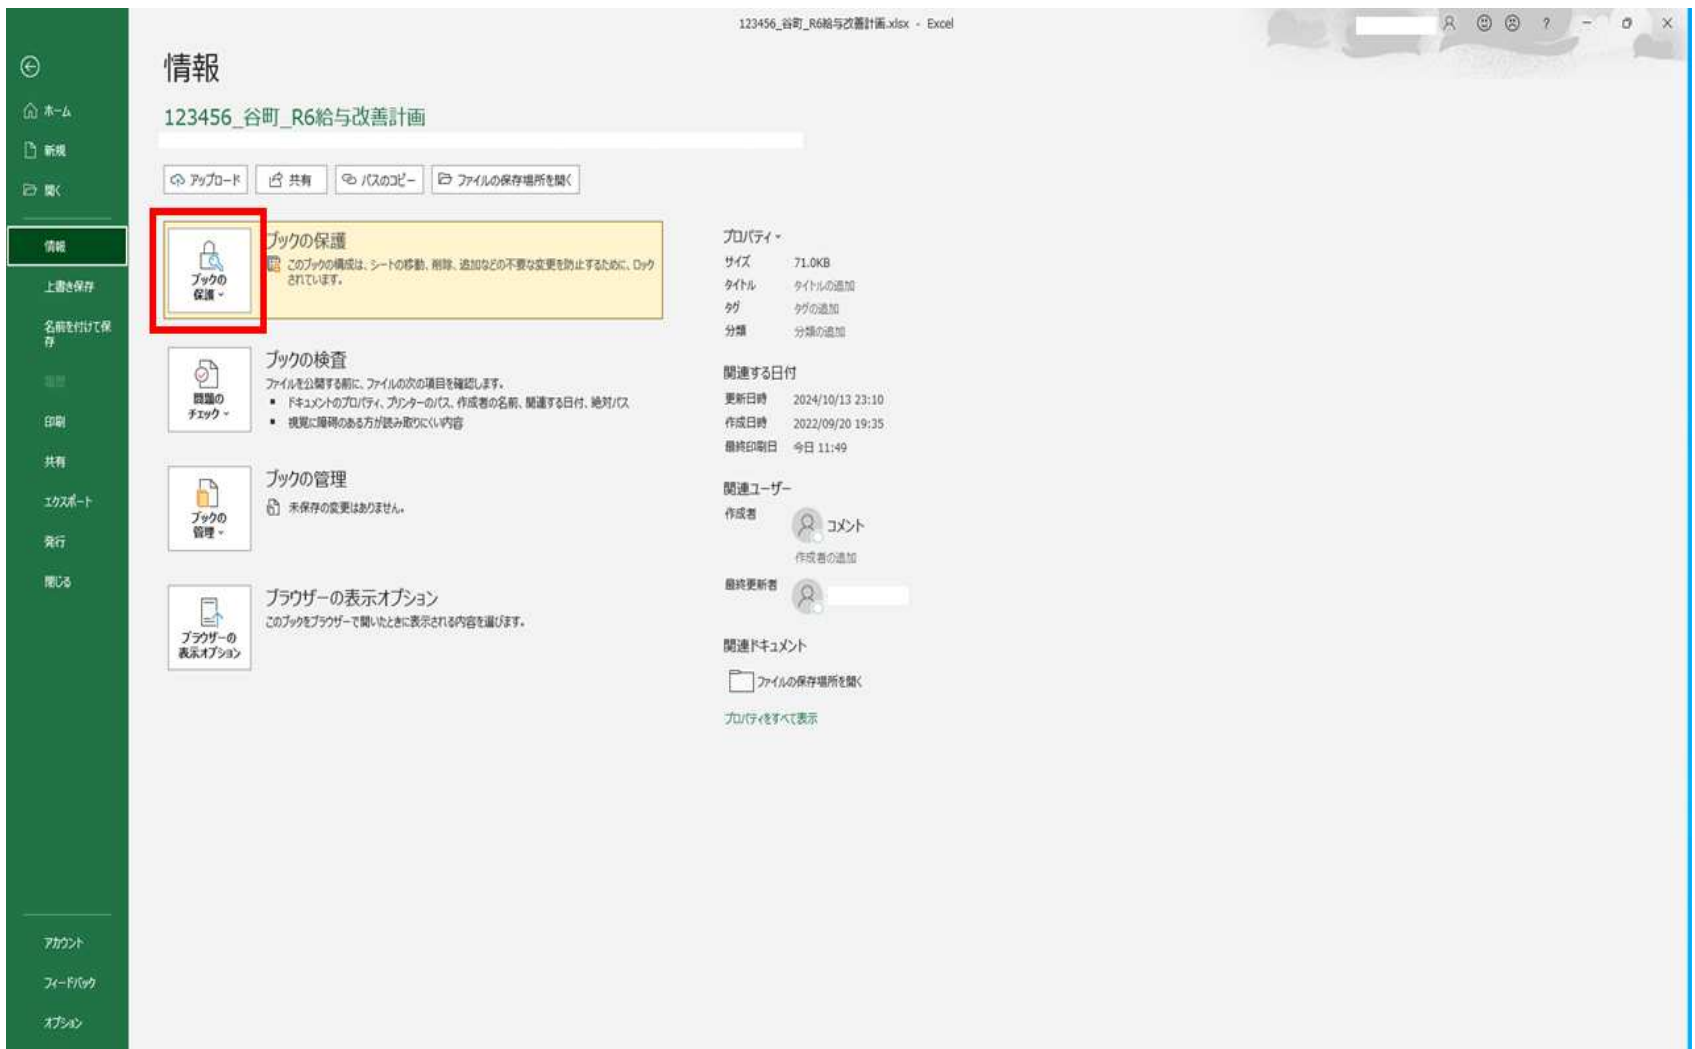 123456_谷町_R6給与改善計画.xlsx - Excel
?
情報
ホーム
新規
開く
情報
上書き保存
名前を付けて保
存
履歴
印刷
共有
エクスポート
発行
閉じる
アカウント
フィードバック
オプション
123456_谷町_R6給与改善計画
アップロード
共有
パスのコピー
ファイルの保存場所を開く
ブックの
保護
ブックの保護
このブックの構成は、シートの移動、削除、追加などの不要な変更を防止するために、ロック
されています。
問題の
チェック
ブックの検査
ファイルを公開する前に、ファイルの次の項目を確認します。
▪ ドキュメントのプロパティ、プリンターのパス、作成者の名前、関連する日付、絶対パス
▪ 視覚に障碍のある方が読み取りにくい内容
ブックの
管理
ブックの管理
未保存の変更はありません。
ブラウザーの
表示オプション
ブラウザーの表示オプション
このブックをブラウザーで開いたときに表示される内容を選びます。
プロパティ
サイズ 71.0KB
タイトル タイトルの追加
タグ タグの追加
分類 分類の追加
関連する日付
更新日時 2024/10/13 23:10
作成日時 2022/09/20 19:35
最終印刷日 今日 11:49
関連ユーザー
作成者 コメント
作成者の追加
最終更新者
関連ドキュメント
ファイルの保存場所を開く
プロパティをすべて表示